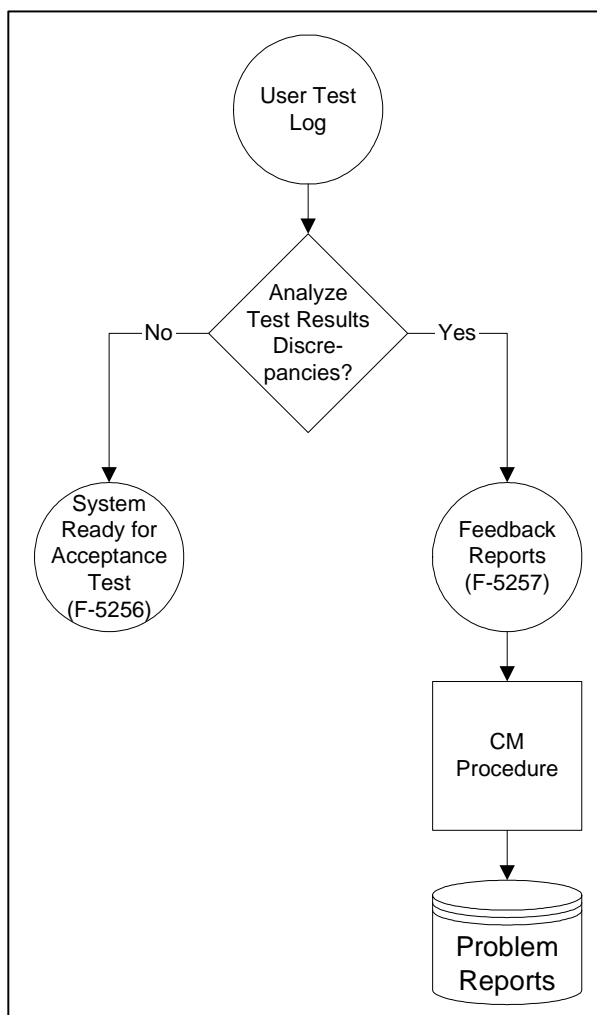 User Test
Log
Analyze
Test Results
Discre-
pancies?
No
Yes
System
Ready for
Acceptance
Test
(F-5256)
Feedback
Reports
(F-5257)
CM
Procedure
Problem
Reports